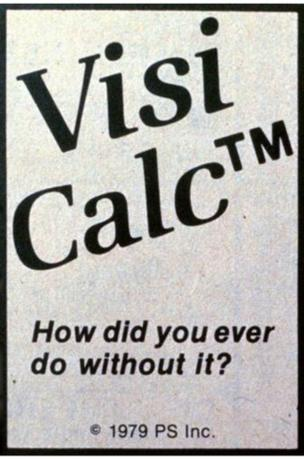 Visi
Calc™
How did you ever
do without it?
© 1979 PS Inc.